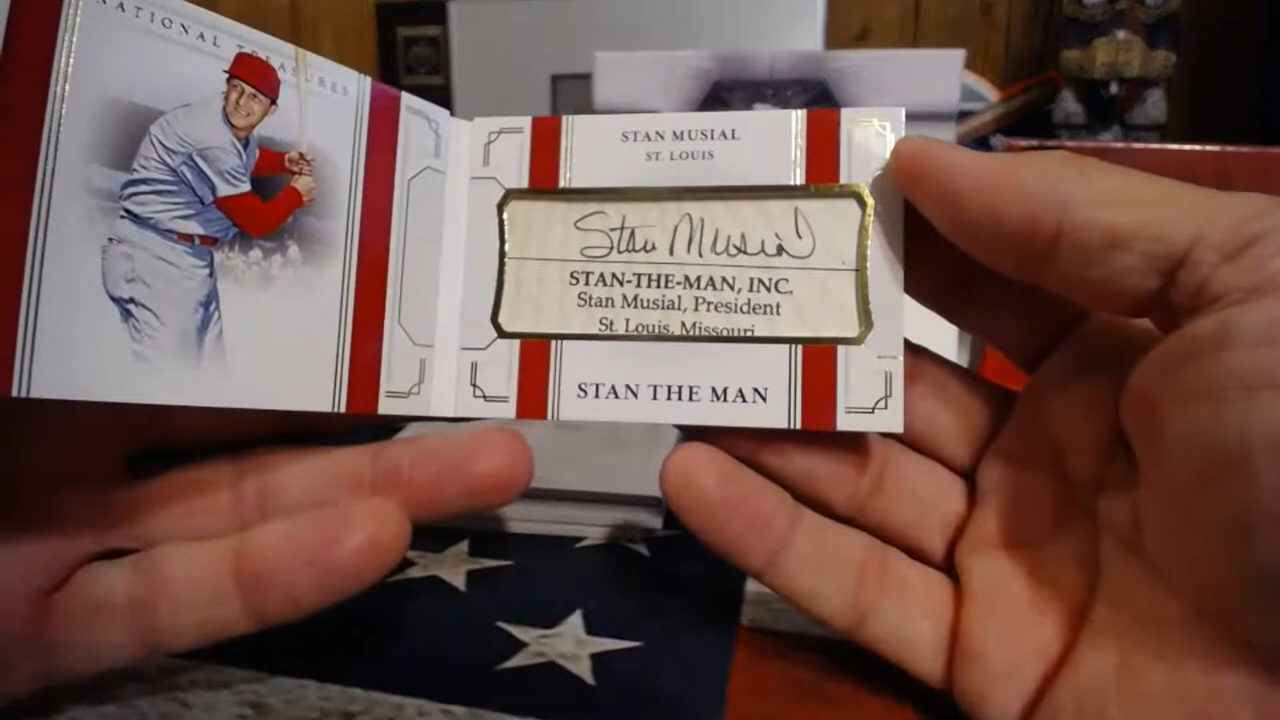 NATIONAL TREASURES
STAN MUSIAL
ST. LOUIS
Stan Musial
STAN-THE-MAN, INC.
Stan Musial, President
St. Louis, Missouri
STAN THE MAN